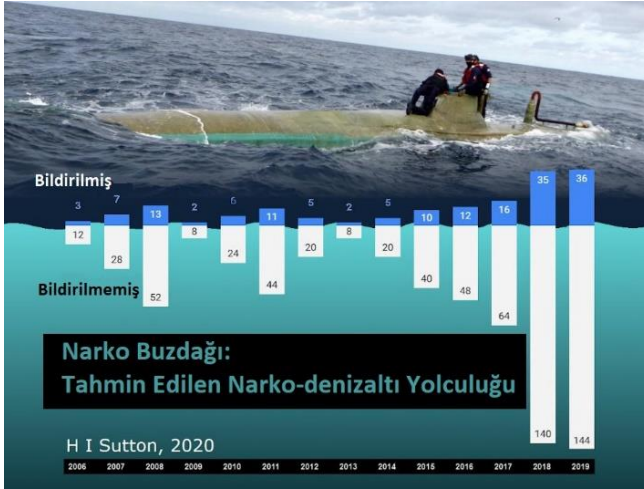 Bildirilmiş
3 7 13 2 6 11 5 2 5 10 12 16 35 36
12 28 52 8 24 44 20 8 20 40 48 64 140 144
Bildirilmemiş
Narko Buzdağı:
Tahmin Edilen Narko-denizaltı Yolculuğu
H I Sutton, 2020
2006 2007 2008 2009 2010 2011 2012 2013 2014 2015 2016 2017 2018 2019